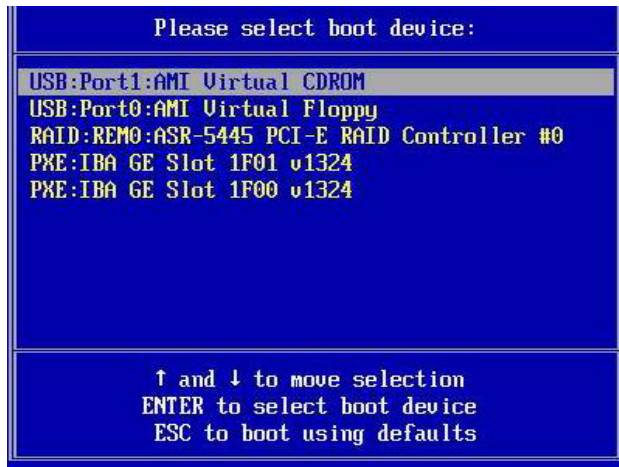 Please select boot device:
USB:Port1:AMI Virtual CDROM
USB:Port0:AMI Virtual Floppy
RAID:REM0:ASR-5445 PCI-E RAID Controller #0
PXE:IBA GE Slot 1F01 v1324
PXE:IBA GE Slot 1F00 v1324
↑ and ↓ to move selection
ENTER to select boot device
ESC to boot using defaults